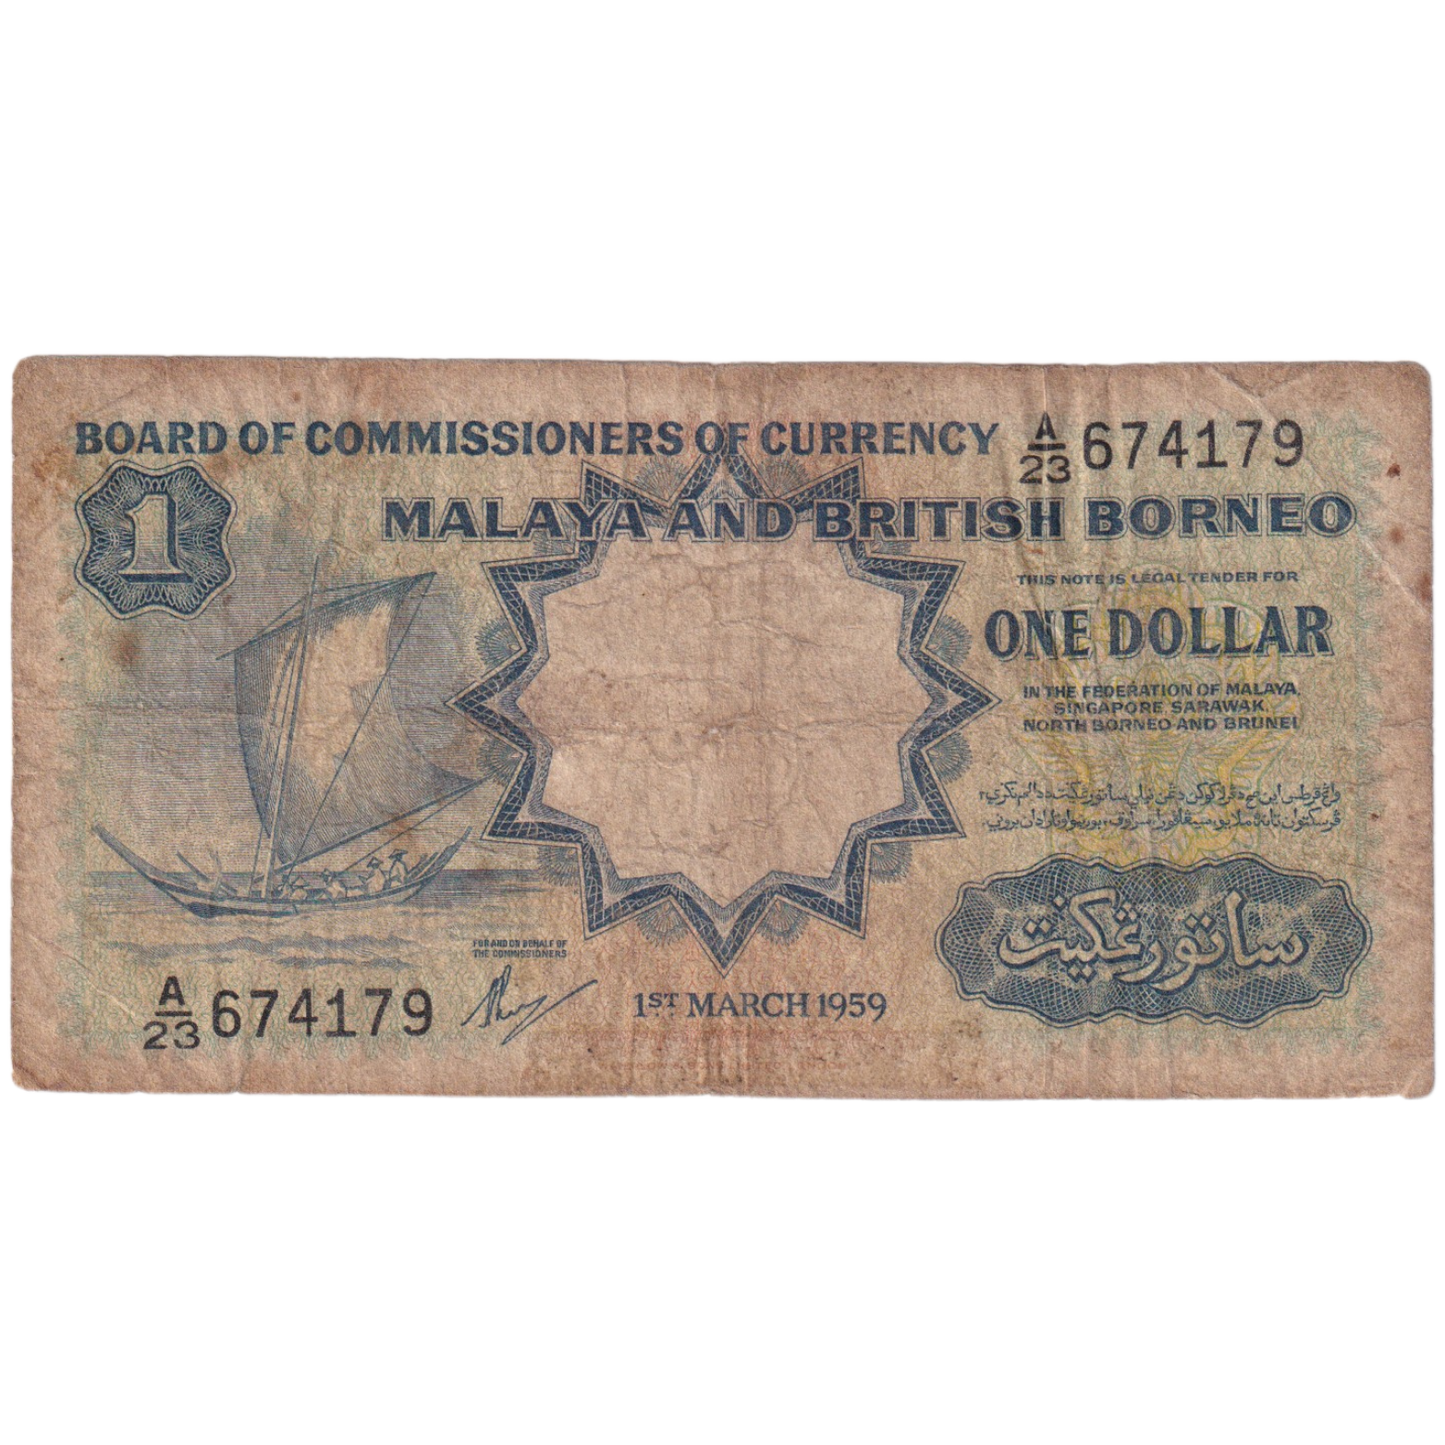 BOARD OF COMMISSIONERS OF CURRENCY
A/23 674179
1
MALAYA AND BRITISH BORNEO
THIS NOTE IS LEGAL TENDER FOR
ONE DOLLAR
IN THE FEDERATION OF MALAYA,
SINGAPORE, SARAWAK,
NORTH BORNEO AND BRUNEI
ساتو رڠݢيت
FOR AND ON BEHALF OF
THE COMMISSIONERS
A/23 674179
1ST MARCH 1959